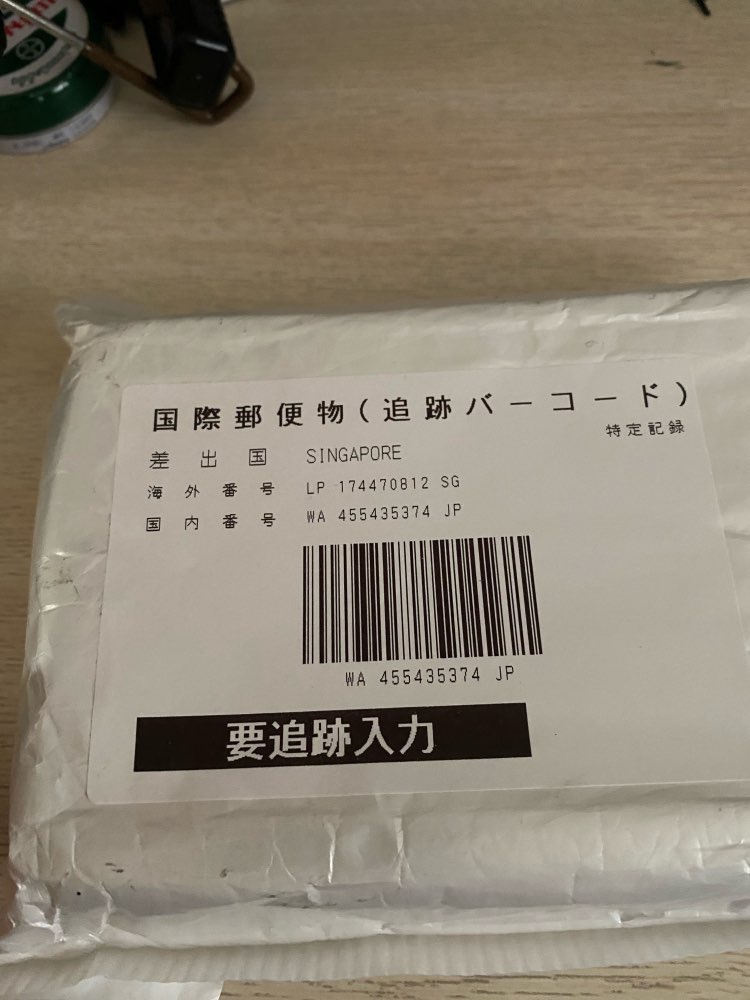 国際郵便物(追跡バーコード)
特定記録
差出国 SINGAPORE
海外番号 LP 174470812 SG
国内番号 WA 455435374 JP
WA 455435374 JP
要追跡入力